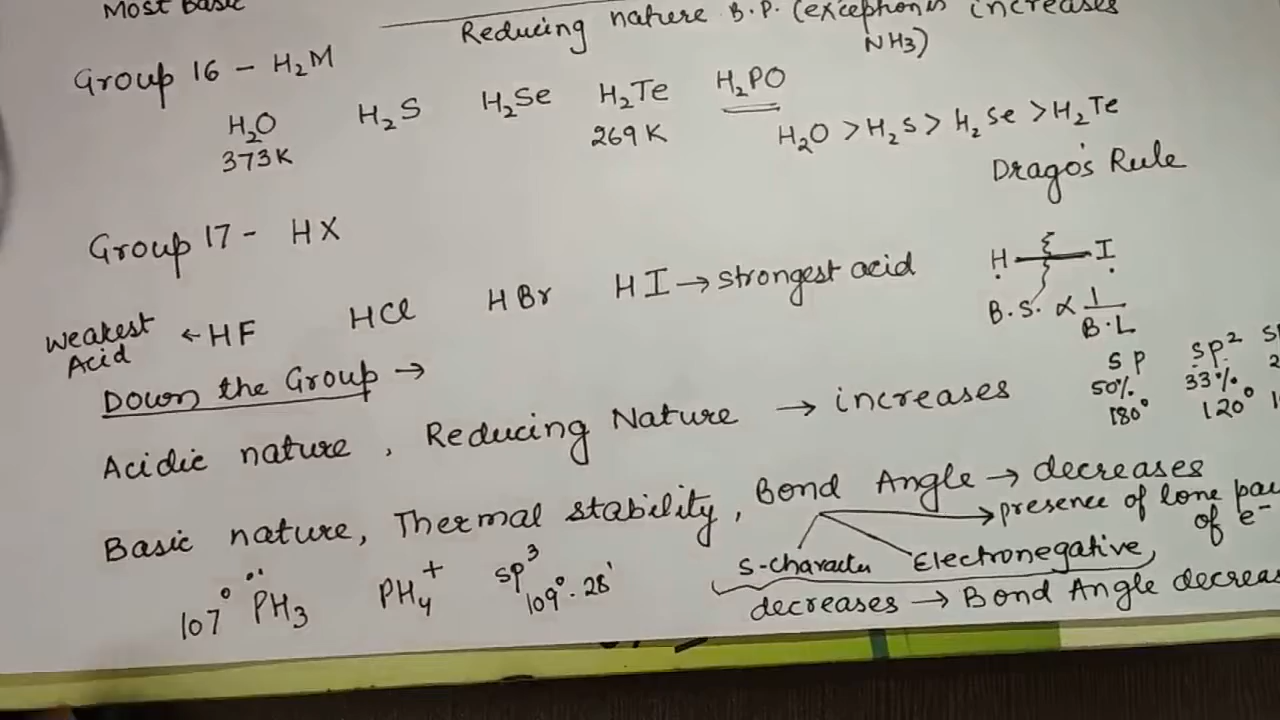 Most Basic
Reducing nature B.P. (exception is increases
NH3)
Group 16 - H₂M
H₂O H₂S H₂Se H₂Te H₂PO
373K 269 K
H₂O > H₂S > H₂Se > H₂Te
Drago's Rule
Group 17 - HX
Weakest Acid ← HF HCl HBr HI → strongest acid
H — I
B.S. ∝ 1/B.L
Down the Group →
SP SP²
50% 33%
180° 120°
Acidic nature, Reducing Nature → increases
Basic nature, Thermal stability, Bond Angle → decreases
→ presence of lone
of e⁻
S-character Electronegative
decreases → Bond Angle
107° PH₃ PH₄⁺ sp³ 109°.28'